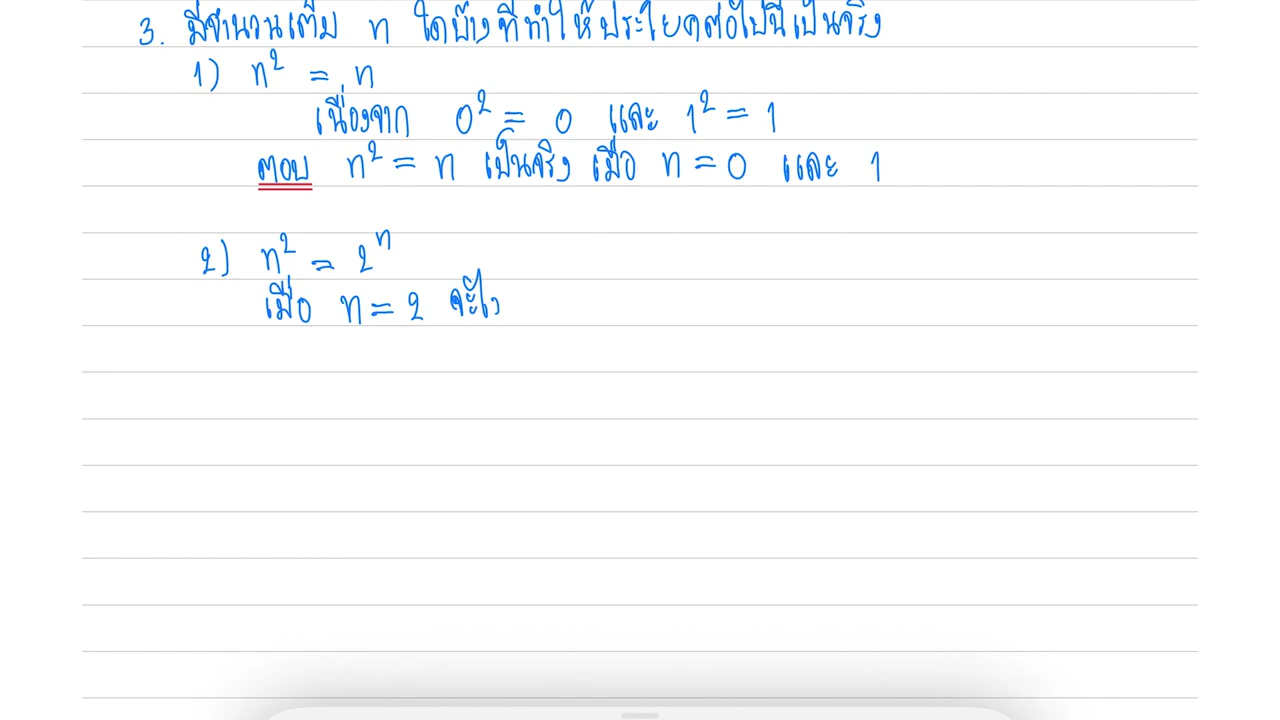 3. มีจำนวนเต็ม n ใดบ้างที่ทำให้ประโยคต่อไปนี้เป็นจริง
1) n² = n
เนื่องจาก 0² = 0 และ 1² = 1
ตอบ n² = n เป็นจริง เมื่อ n = 0 และ 1
2) n² = 2ⁿ
เมื่อ n = 2 จะไ